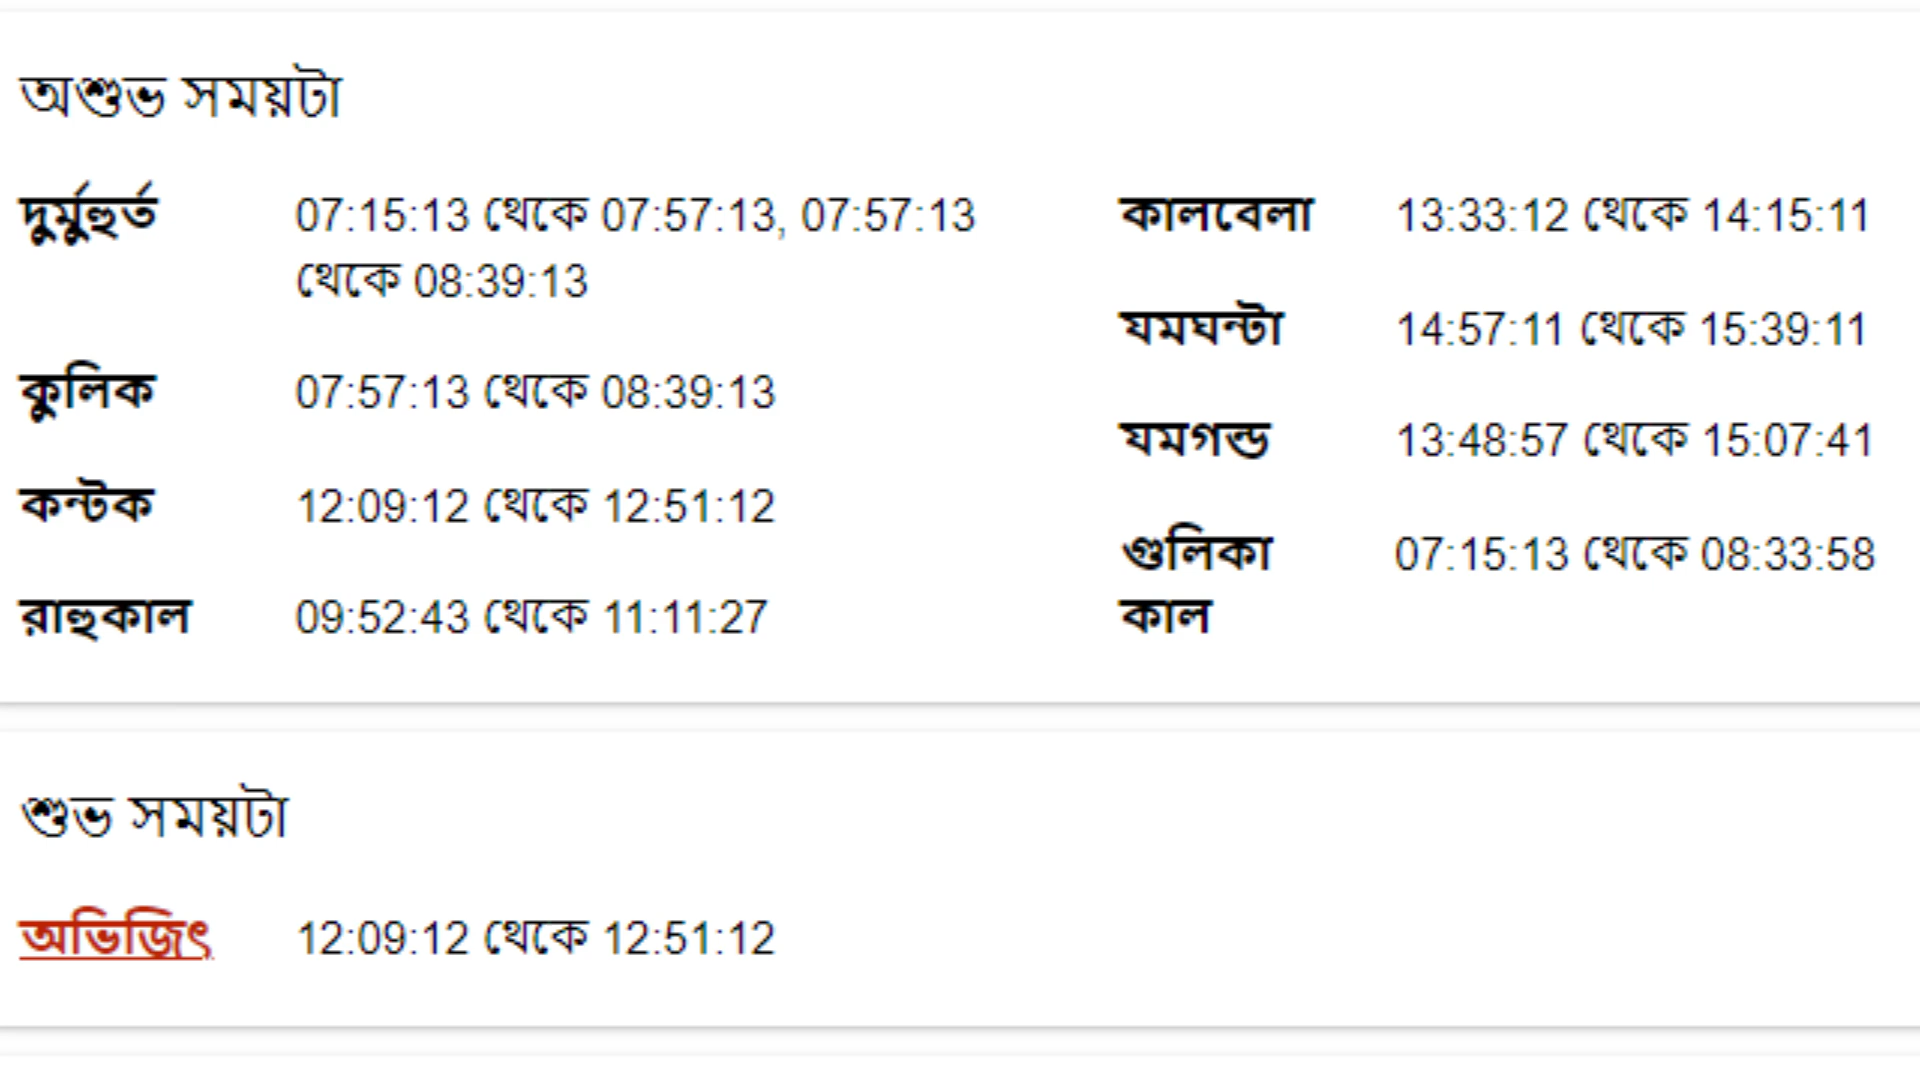 অশুভ সময়টা
দুর্মুহুর্ত 07:15:13 থেকে 07:57:13, 07:57:13
থেকে 08:39:13
কুলিক 07:57:13 থেকে 08:39:13
কন্টক 12:09:12 থেকে 12:51:12
রাহুকাল 09:52:43 থেকে 11:11:27
কালবেলা 13:33:12 থেকে 14:15:11
যমঘন্টা 14:57:11 থেকে 15:39:11
যমগন্ড 13:48:57 থেকে 15:07:41
গুলিকা 07:15:13 থেকে 08:33:58
কাল
শুভ সময়টা
অভিজিৎ 12:09:12 থেকে 12:51:12